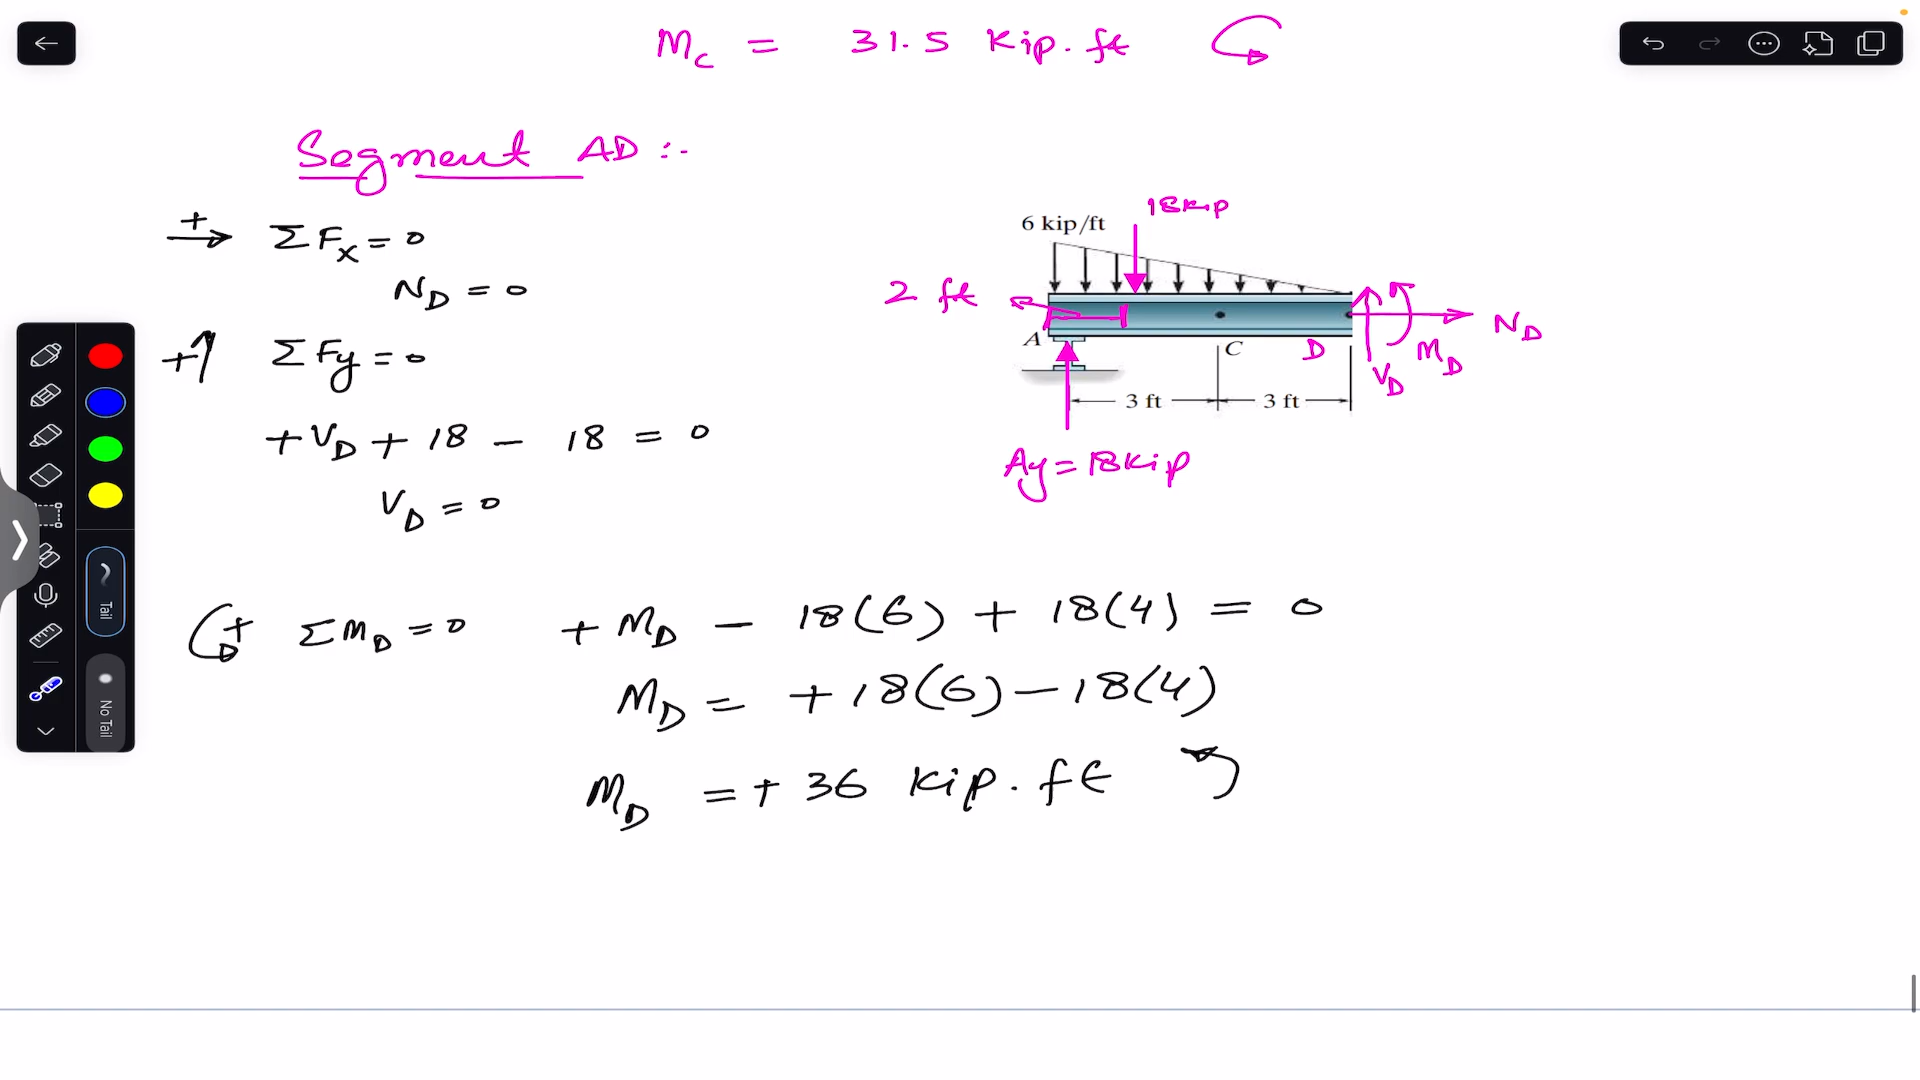 Mc = 31.5 Kip.ft
Segment AD :-
+ ΣFx = 0
ND = 0
+ ΣFy = 0
+VD + 18 - 18 = 0
VD = 0
+ D ΣMD = 0 + MD - 18(6) + 18(4) = 0
MD = + 18(6) - 18(4)
MD = + 36 Kip.ft
18kip
6 kip/ft
2 ft
A
C
D
MD
ND
VD
3 ft
3 ft
Ay = 18kip
Tail
No Tail